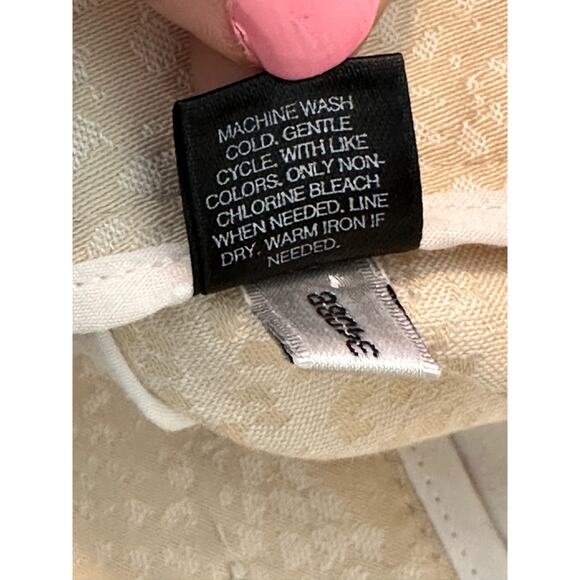 MACHINE WASH
COLD. GENTLE
CYCLE. WITH LIKE
COLORS. ONLY NON-
CHLORINE BLEACH
WHEN NEEDED. LINE
DRY. WARM IRON IF
NEEDED.